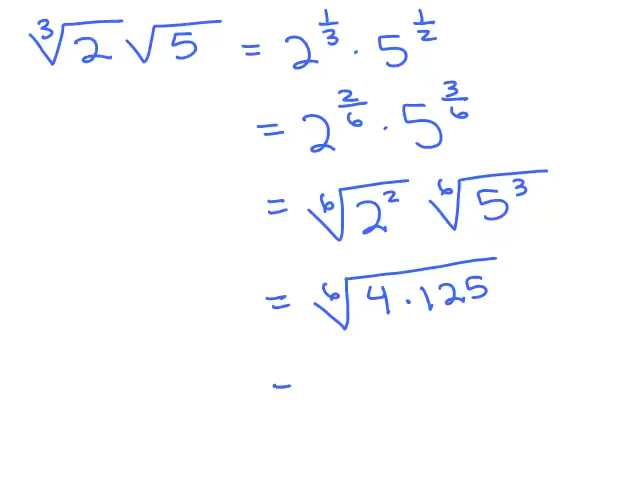 ∛2 √5 = 2^{1/3} · 5^{1/2}
= 2^{2/6} · 5^{3/6}
= ⁶√(2²) ⁶√(5³)
= ⁶√(4 · 125)
-